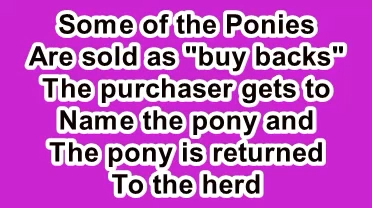 Some of the Ponies
Are sold as "buy backs"
The purchaser gets to
Name the pony and
The pony is returned
To the herd